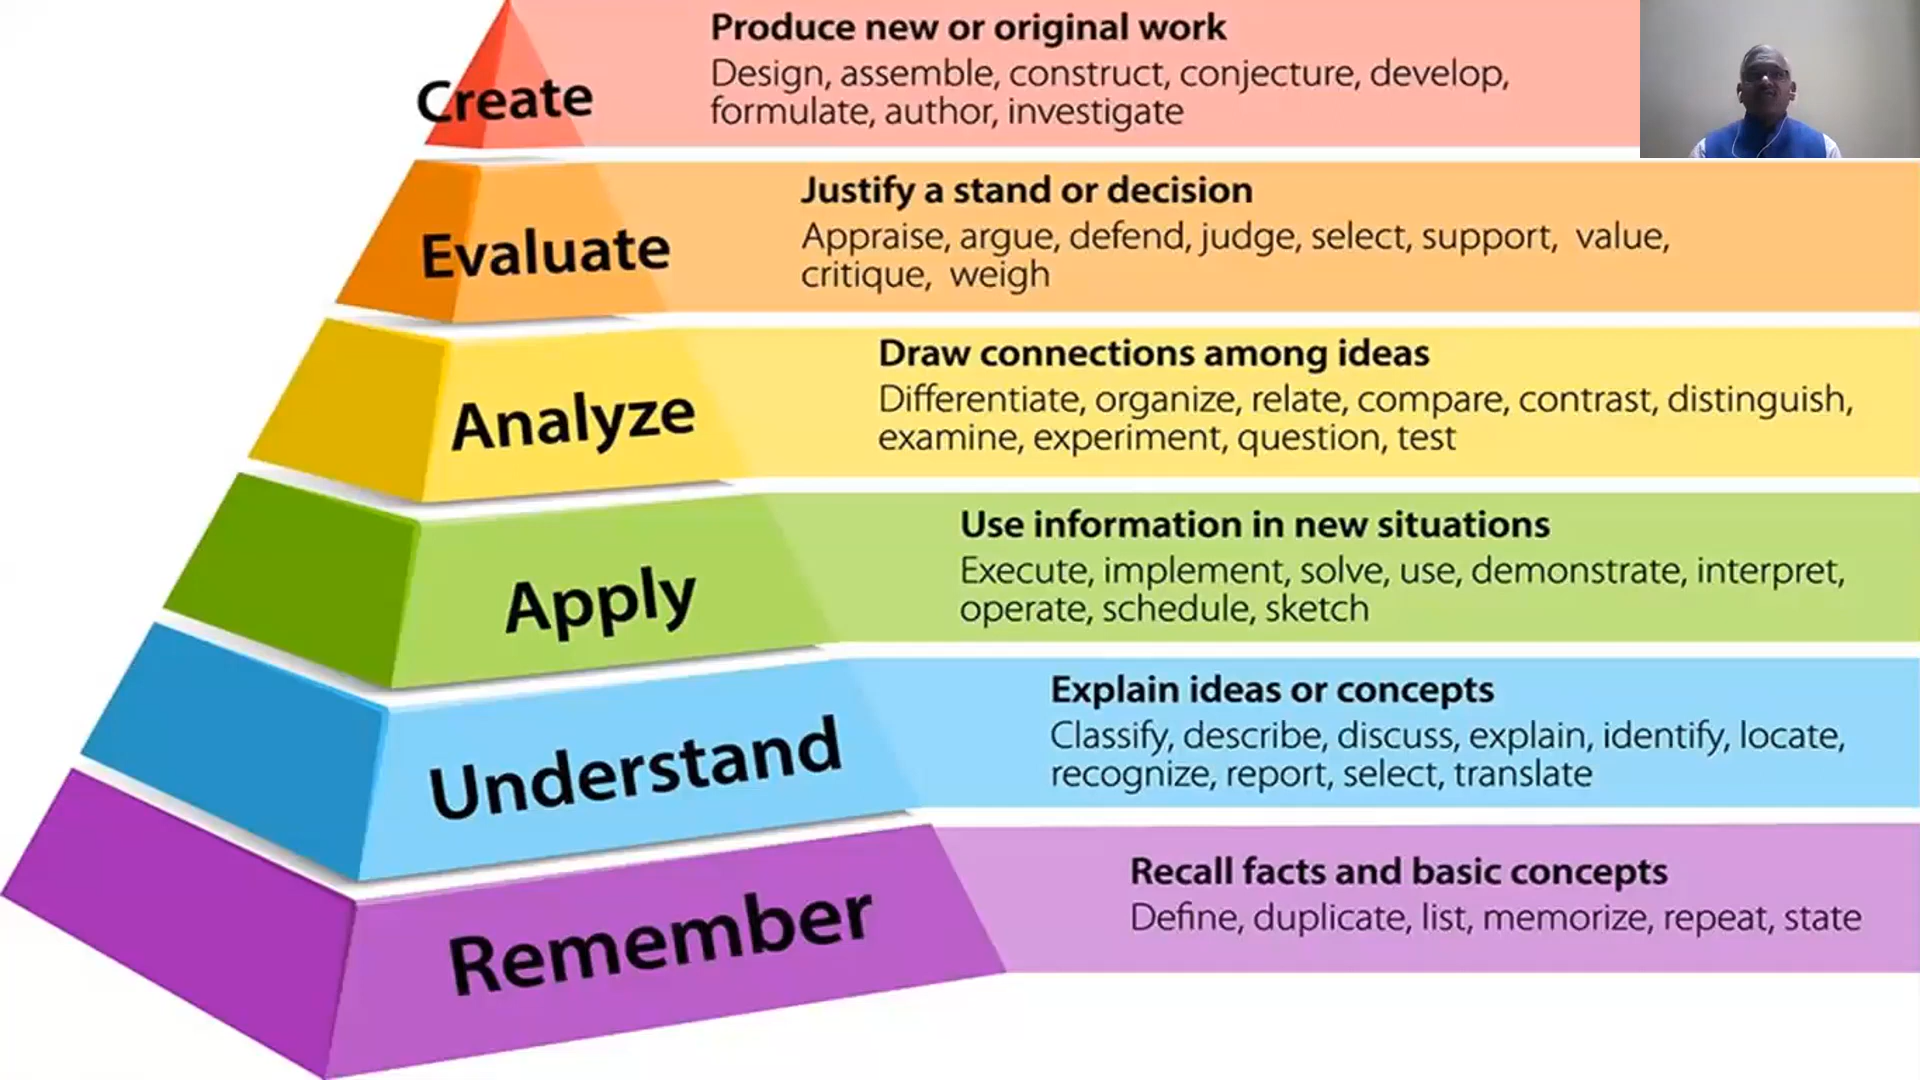 Create
Produce new or original work
Design, assemble, construct, conjecture, develop,
formulate, author, investigate
Evaluate
Justify a stand or decision
Appraise, argue, defend, judge, select, support, value,
critique, weigh
Analyze
Draw connections among ideas
Differentiate, organize, relate, compare, contrast, distinguish,
examine, experiment, question, test
Apply
Use information in new situations
Execute, implement, solve, use, demonstrate, interpret,
operate, schedule, sketch
Understand
Explain ideas or concepts
Classify, describe, discuss, explain, identify, locate,
recognize, report, select, translate
Remember
Recall facts and basic concepts
Define, duplicate, list, memorize, repeat, state